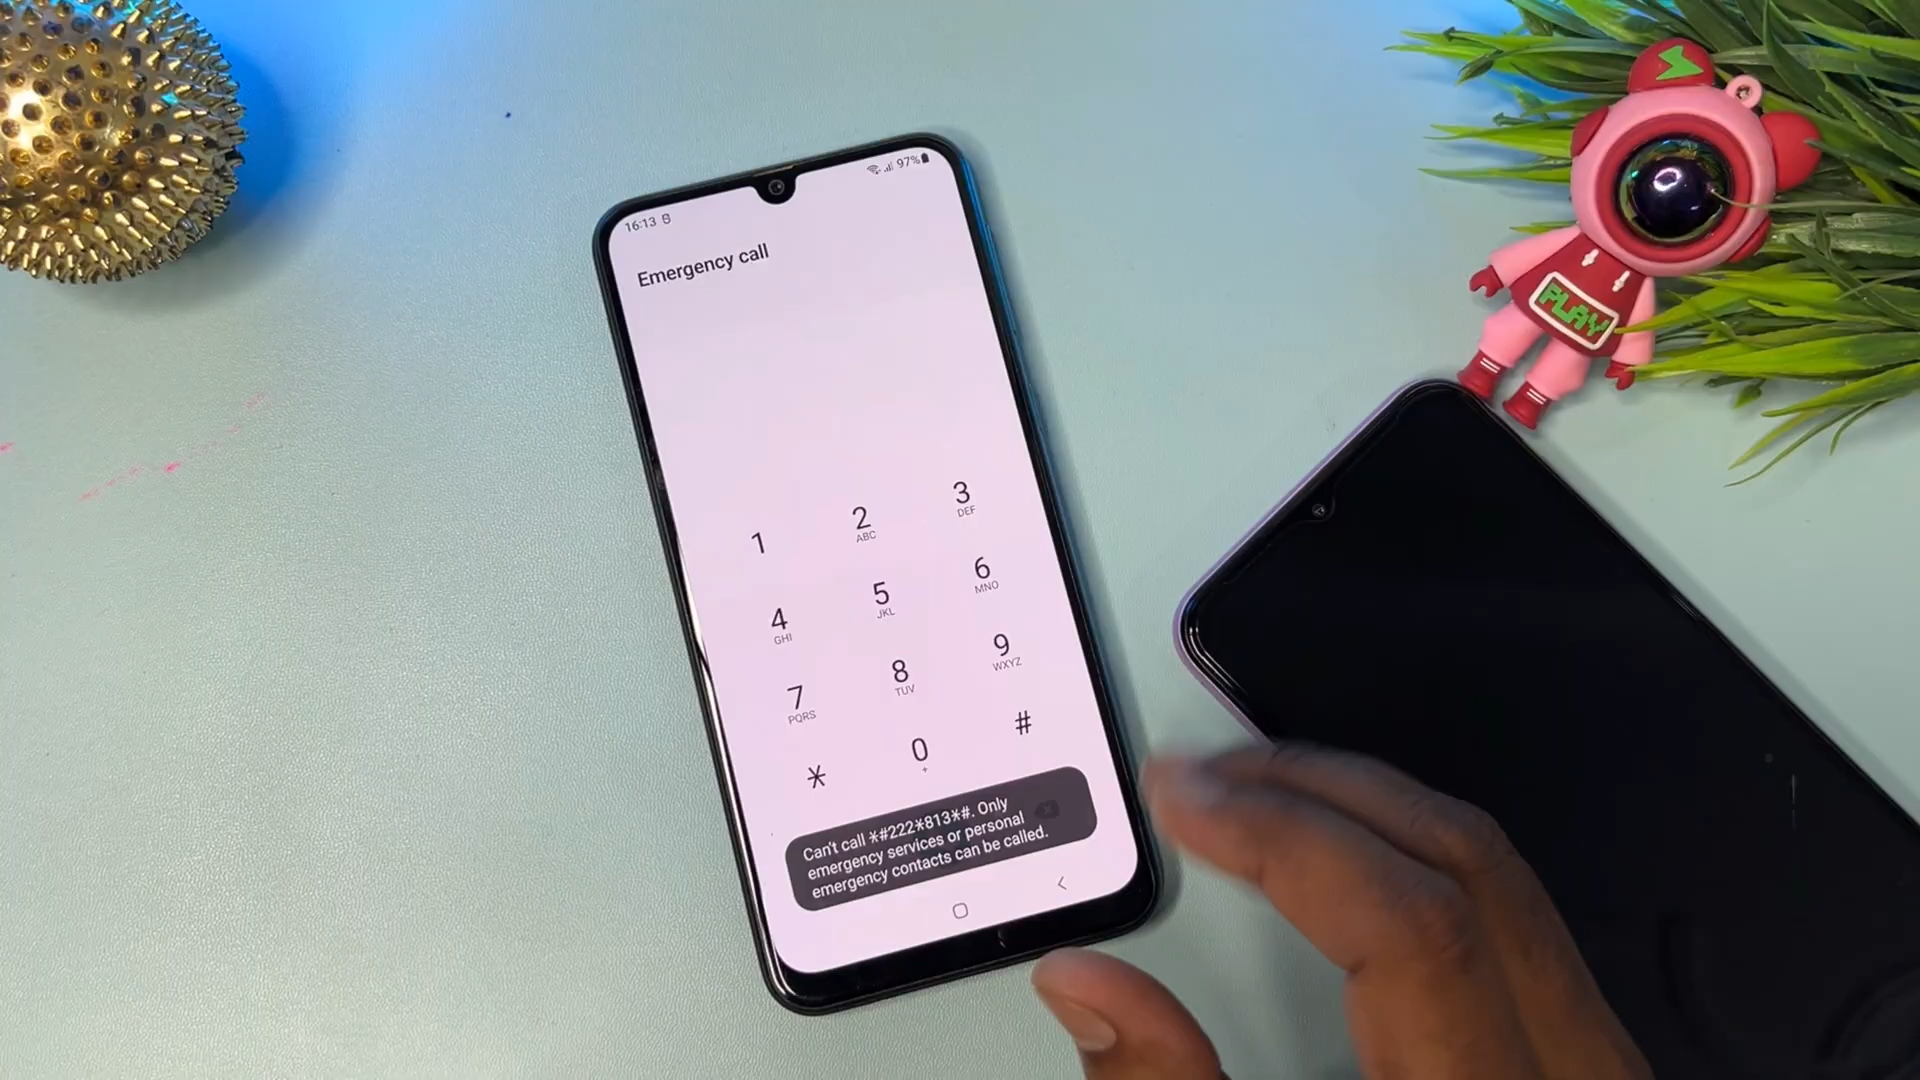 16:13
97%
Emergency call
1
2
ABC
3
DEF
4
GHI
5
JKL
6
MNO
7
PQRS
8
TUV
9
WXYZ
*
0
+
#
Can't call *#222*813*#. Only
emergency services or personal
emergency contacts can be called.
PLAY